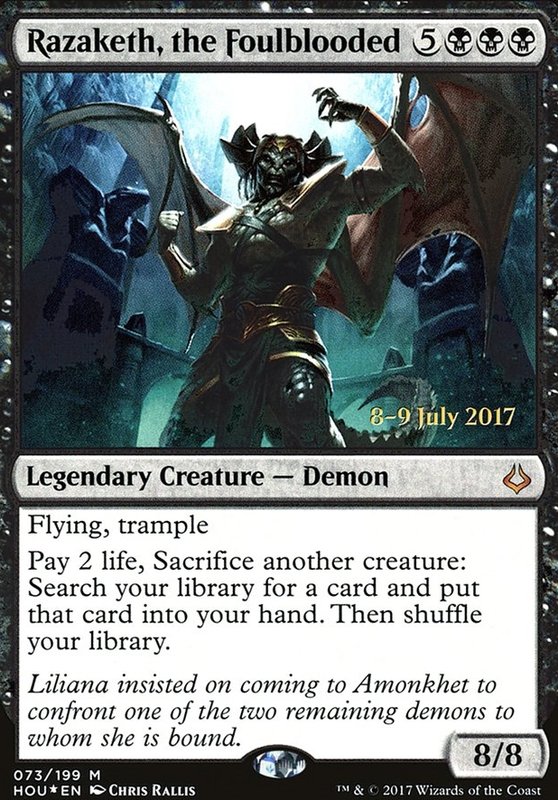 Razaketh, the Foulblooded 5
8–9 July 2017
Legendary Creature — Demon
Flying, trample
Pay 2 life, Sacrifice another creature:
Search your library for a card and put
that card into your hand. Then shuffle
your library.
Liliana insisted on coming to Amonkhet to
confront one of the two remaining demons to
whom she is bound.
8/8
073/199 M
HOU★EN Chris Rallis
™ & © 2017 Wizards of the Coast